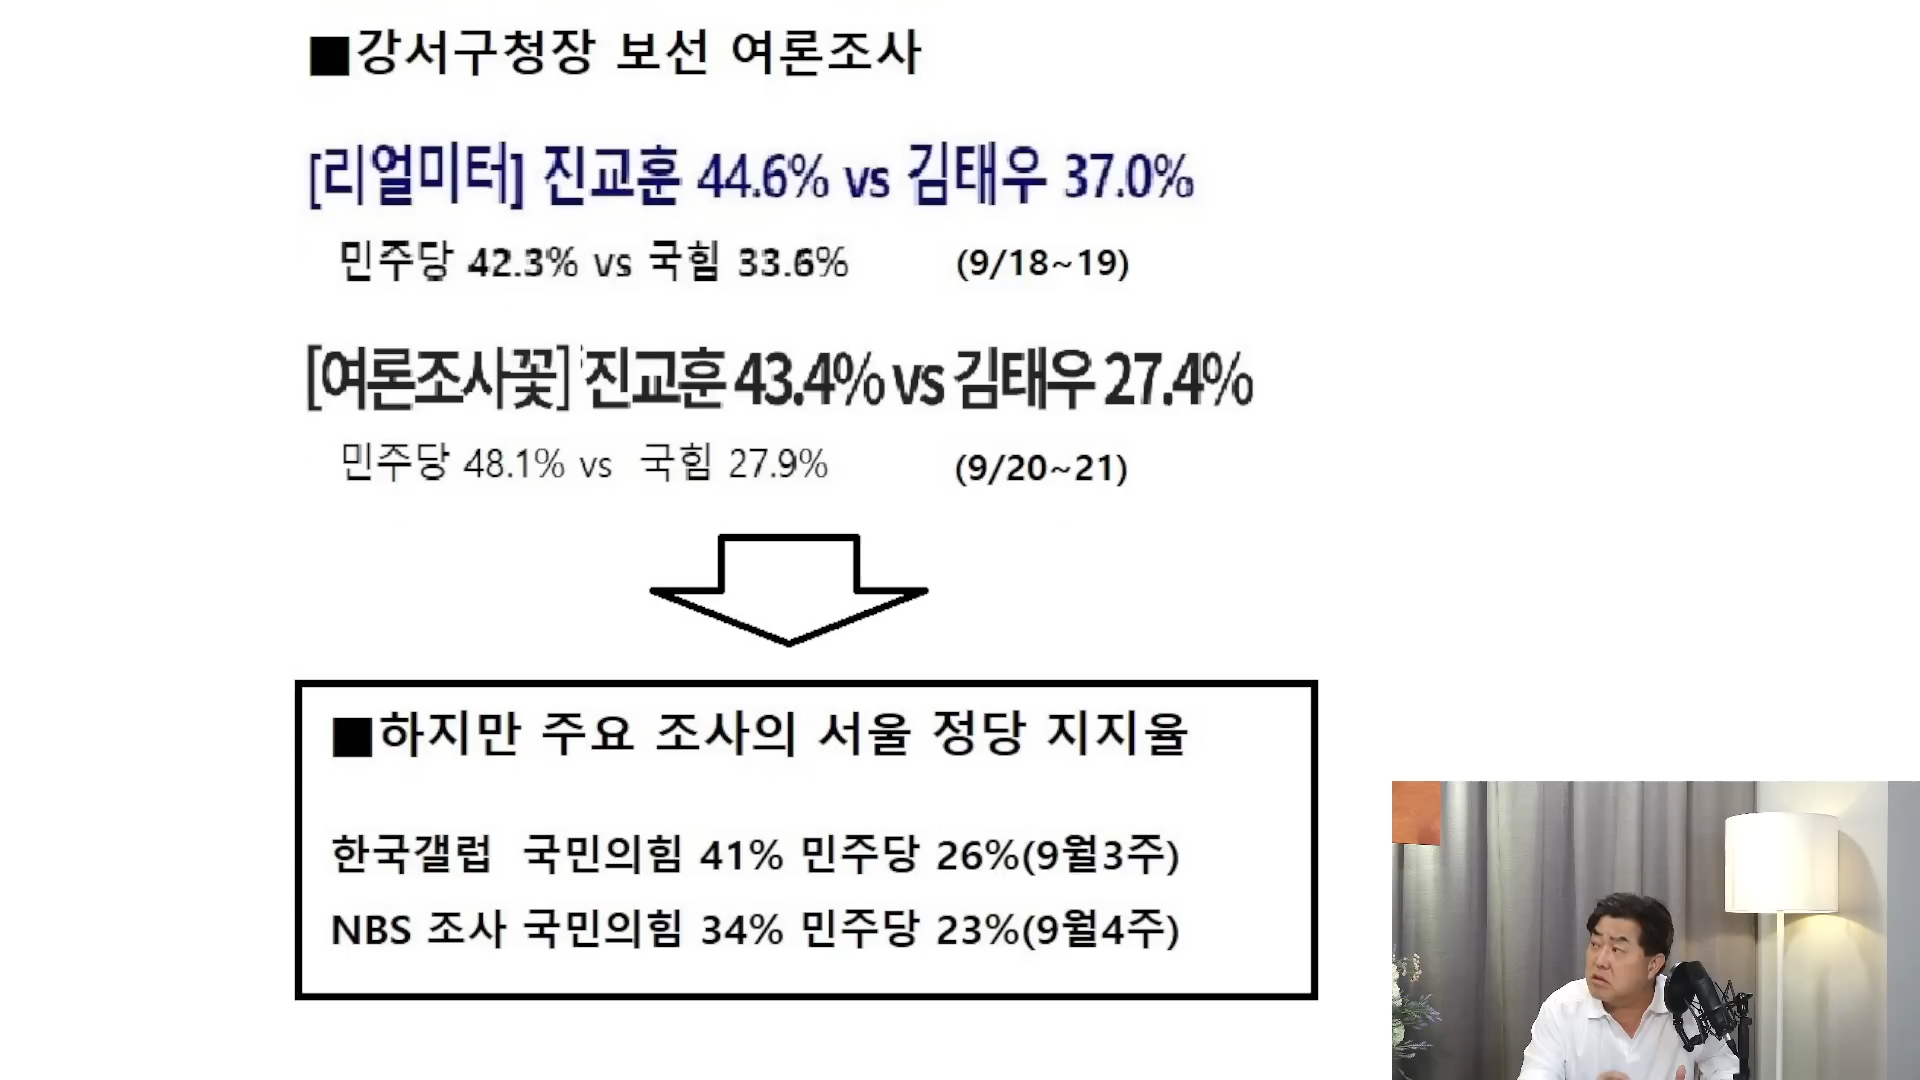 ■강서구청장 보선 여론조사
[리얼미터] 진교훈 44.6% vs 김태우 37.0%
민주당 42.3% vs 국힘 33.6% (9/18~19)
[여론조사꽃] 진교훈 43.4% vs 김태우 27.4%
민주당 48.1% vs 국힘 27.9% (9/20~21)
■하지만 주요 조사의 서울 정당 지지율
한국갤럽 국민의힘 41% 민주당 26%(9월3주)
NBS 조사 국민의힘 34% 민주당 23%(9월4주)